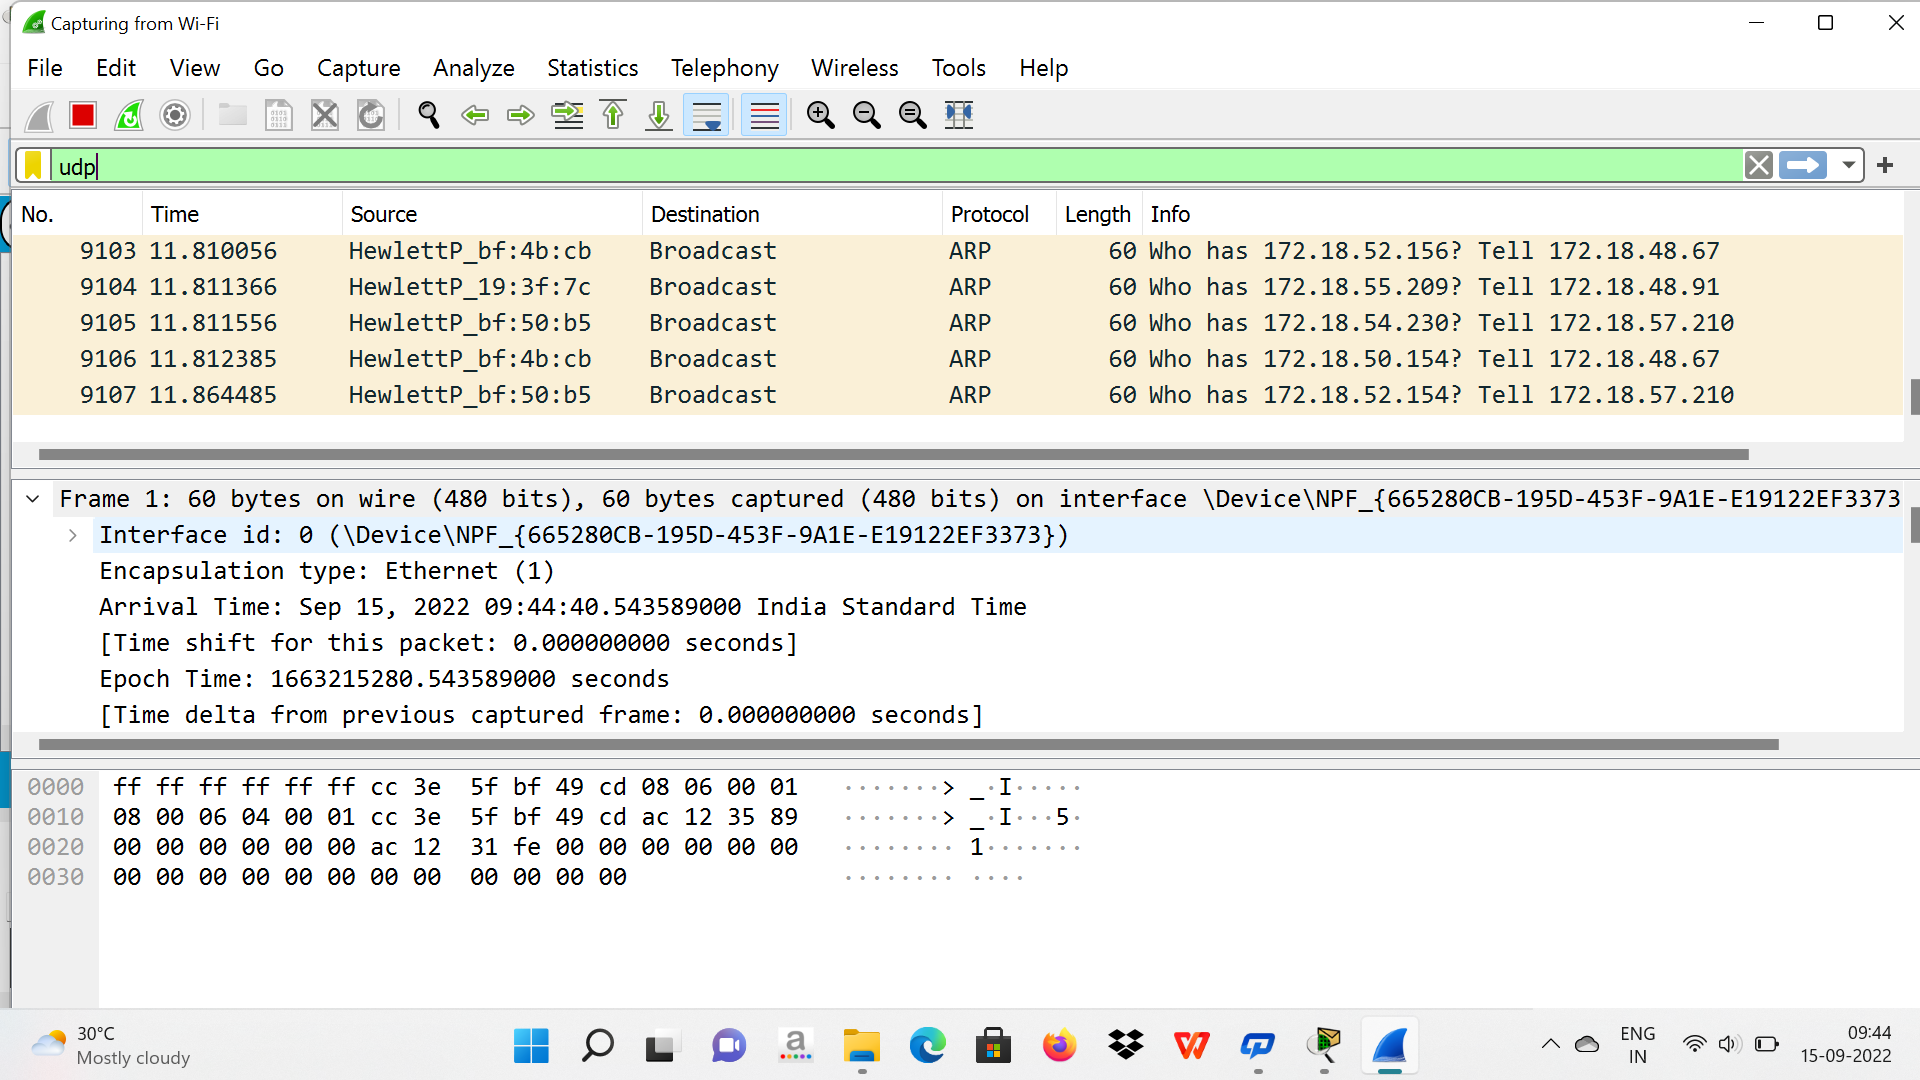 Capturing from Wi-Fi
File Edit View Go Capture Analyze Statistics Telephony Wireless Tools Help
udp
No. Time Source Destination Protocol Length Info
9103 11.810056 HewlettP_bf:4b:cb Broadcast ARP 60 Who has 172.18.52.156? Tell 172.18.48.67
9104 11.811366 HewlettP_19:3f:7c Broadcast ARP 60 Who has 172.18.55.209? Tell 172.18.48.91
9105 11.811556 HewlettP_bf:50:b5 Broadcast ARP 60 Who has 172.18.54.230? Tell 172.18.57.210
9106 11.812385 HewlettP_bf:4b:cb Broadcast ARP 60 Who has 172.18.50.154? Tell 172.18.48.67
9107 11.864485 HewlettP_bf:50:b5 Broadcast ARP 60 Who has 172.18.52.154? Tell 172.18.57.210
Frame 1: 60 bytes on wire (480 bits), 60 bytes captured (480 bits) on interface \Device\NPF_{665280CB-195D-453F-9A1E-E19122EF3373
Interface id: 0 (\Device\NPF_{665280CB-195D-453F-9A1E-E19122EF3373})
Encapsulation type: Ethernet (1)
Arrival Time: Sep 15, 2022 09:44:40.543589000 India Standard Time
[Time shift for this packet: 0.000000000 seconds]
Epoch Time: 1663215280.543589000 seconds
[Time delta from previous captured frame: 0.000000000 seconds]
0000 ff ff ff ff ff ff cc 3e 5f bf 49 cd 08 06 00 01 ·······> _·I·····
0010 08 00 06 04 00 01 cc 3e 5f bf 49 cd ac 12 35 89 ·······> _·I···5·
0020 00 00 00 00 00 00 ac 12 31 fe 00 00 00 00 00 00 ········ 1·······
0030 00 00 00 00 00 00 00 00 00 00 00 00 ········ ····
30°C
Mostly cloudy
ENG
IN
09:44
15-09-2022